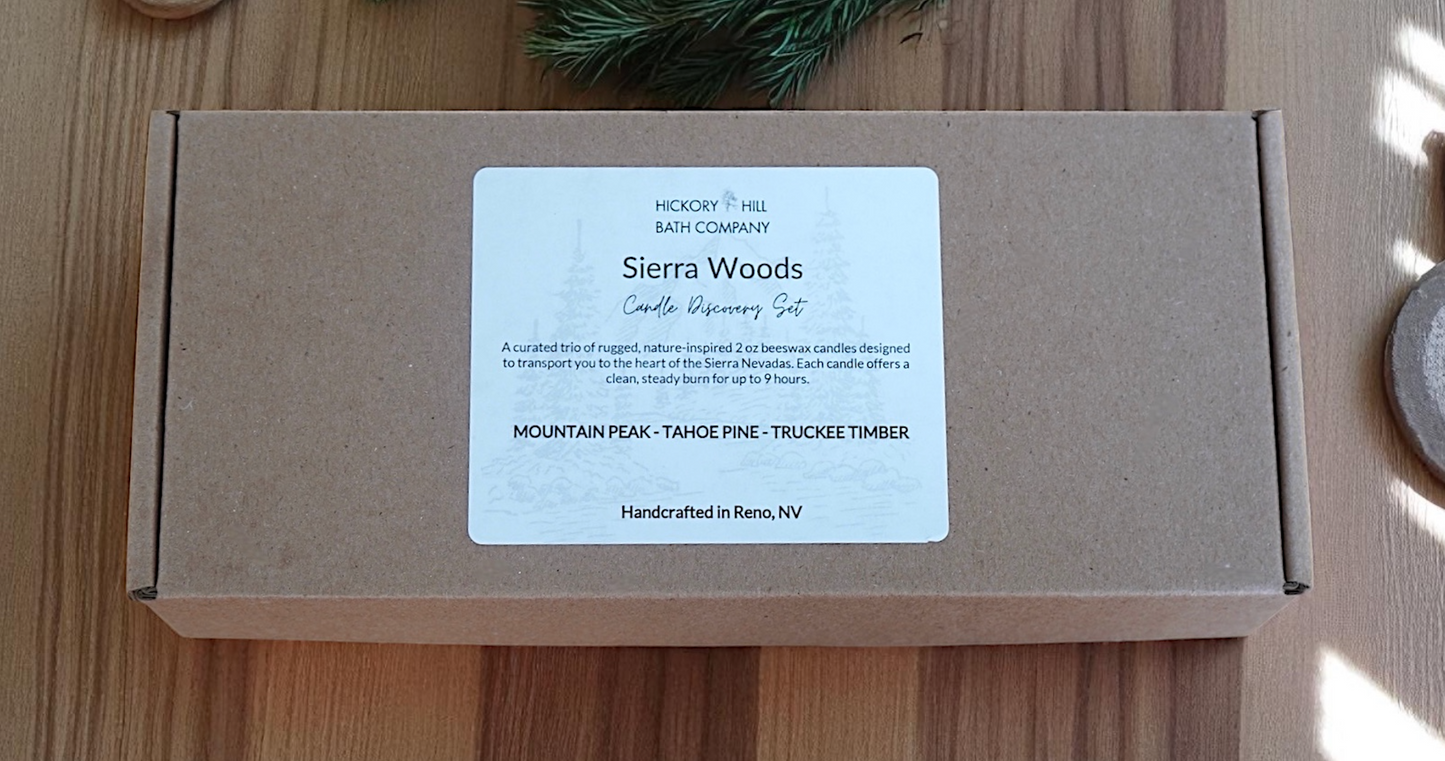 HICKORY HILL
BATH COMPANY
Sierra Woods
Candle Discovery Set
A curated trio of rugged, nature-inspired 2 oz beeswax candles designed
to transport you to the heart of the Sierra Nevadas. Each candle offers a
clean, steady burn for up to 9 hours.
MOUNTAIN PEAK - TAHOE PINE - TRUCKEE TIMBER
Handcrafted in Reno, NV